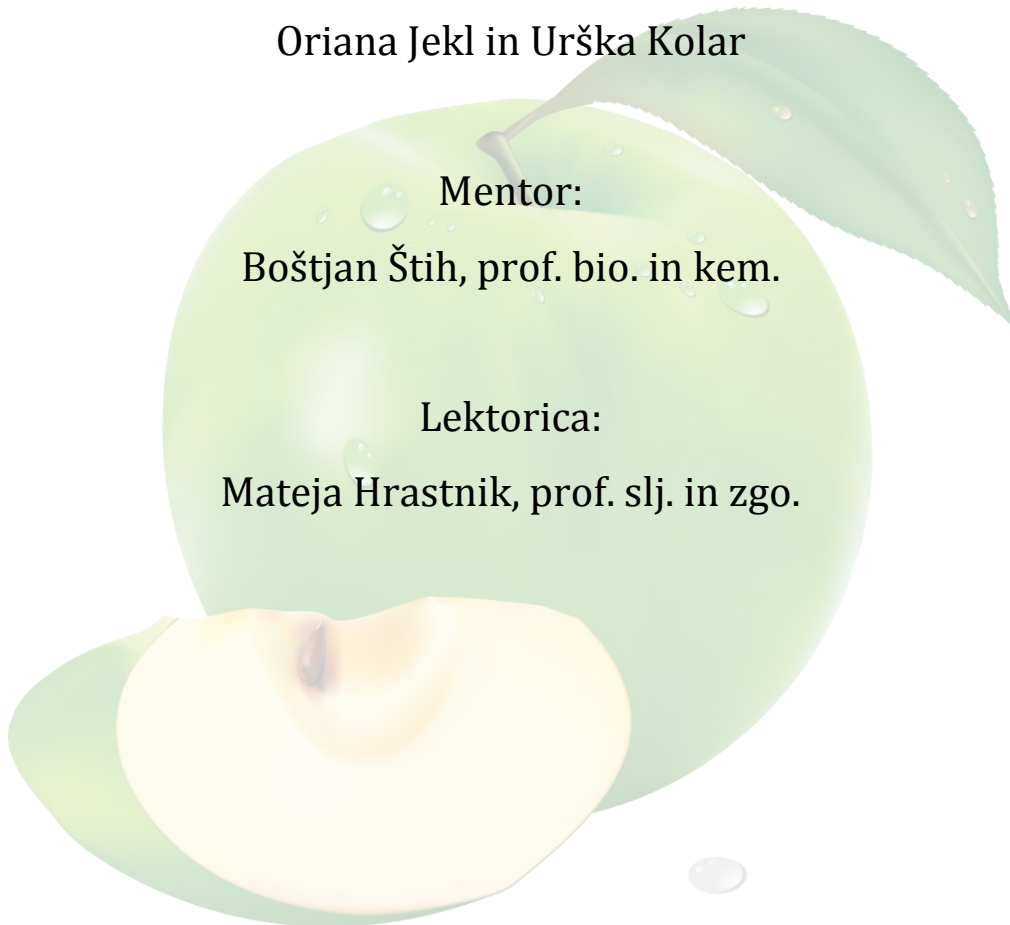 Oriana Jekl in Urška Kolar
Mentor:
Boštjan Štih, prof. bio. in kem.
Lektorica:
Mateja Hrastnik, prof. slj. in zgo.